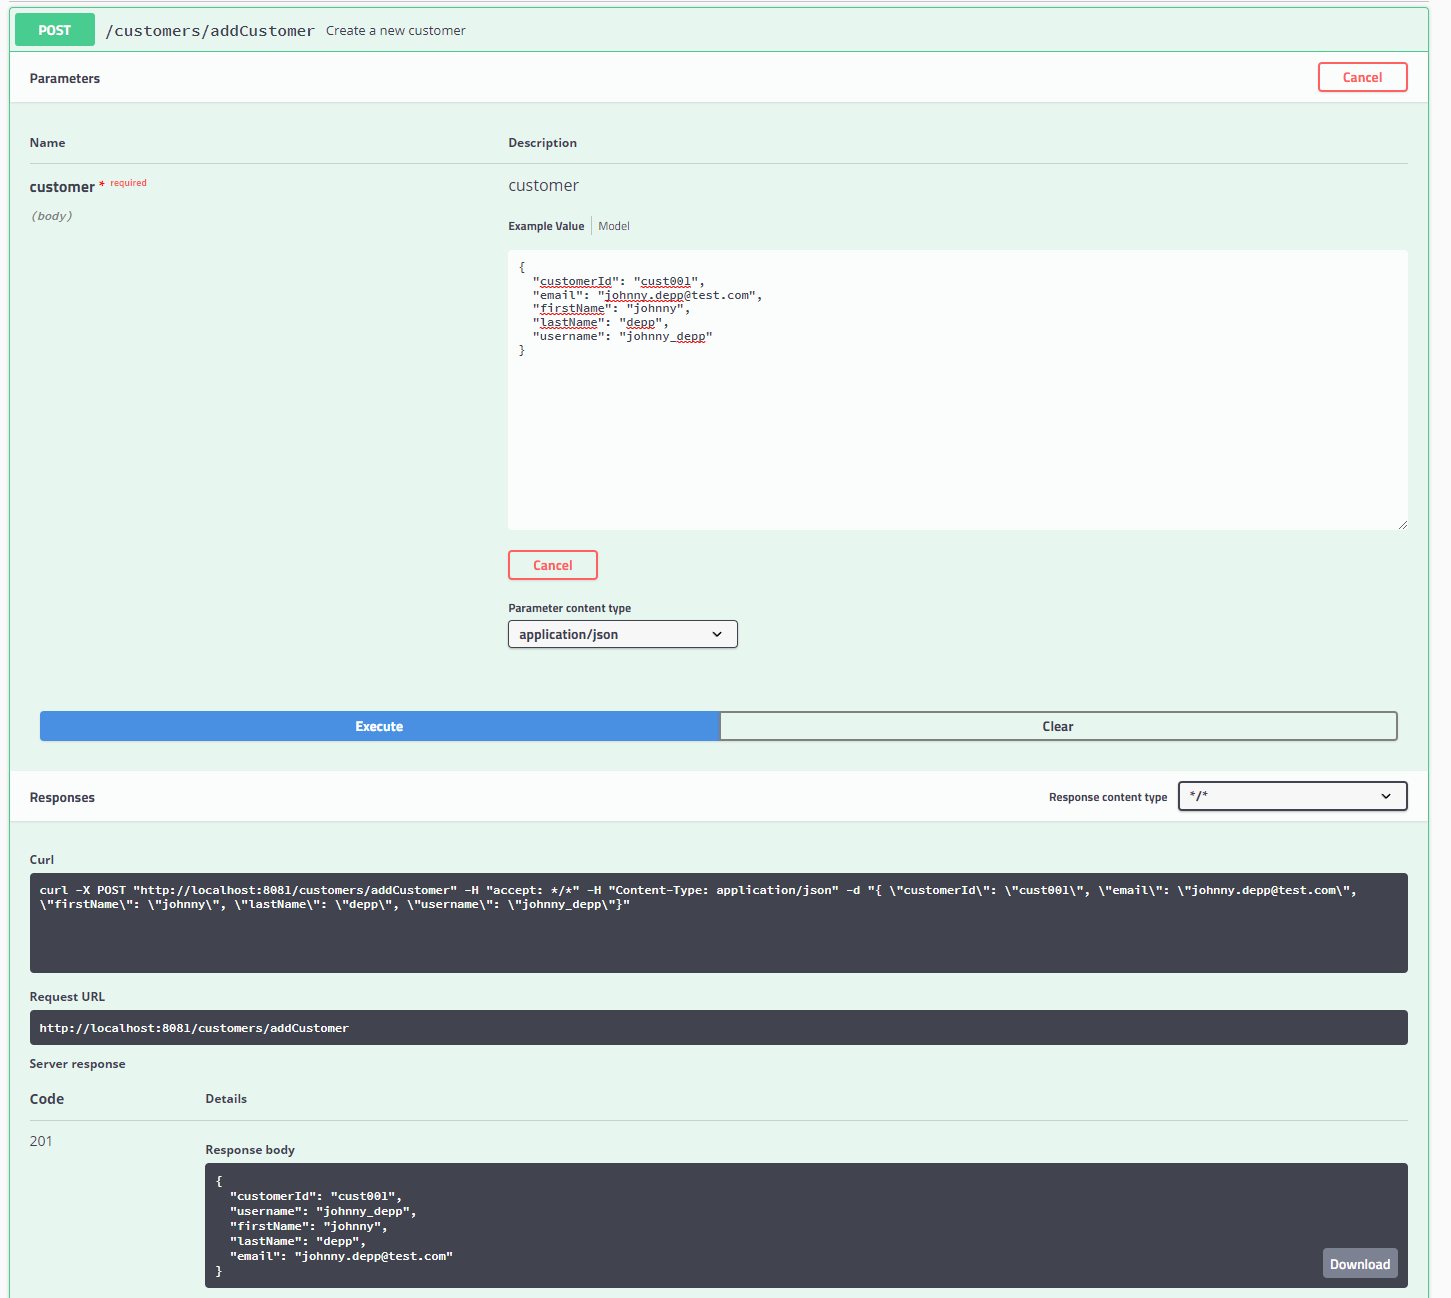 POST /customers/addCustomer Create a new customer
Parameters Cancel
Name Description
customer * required customer
(body)
Example Value Model
{
"customerId": "cust001",
"email": "johnny.depp@test.com",
"firstName": "johnny",
"lastName": "depp",
"username": "johnny_depp"
}
Cancel
Parameter content type
application/json
Execute Clear
Responses Response content type */*
Curl
curl -X POST "http://localhost:8081/customers/addCustomer" -H "accept: */*" -H "Content-Type: application/json" -d "{ \"customerId\": \"cust001\", \"email\": \"johnny.depp@test.com\",
\"firstName\": \"johnny\", \"lastName\": \"depp\", \"username\": \"johnny_depp\"}"
Request URL
http://localhost:8081/customers/addCustomer
Server response
Code Details
201
Response body
{
"customerId": "cust001",
"username": "johnny_depp",
"firstName": "johnny",
"lastName": "depp",
"email": "johnny.depp@test.com"
}
Download